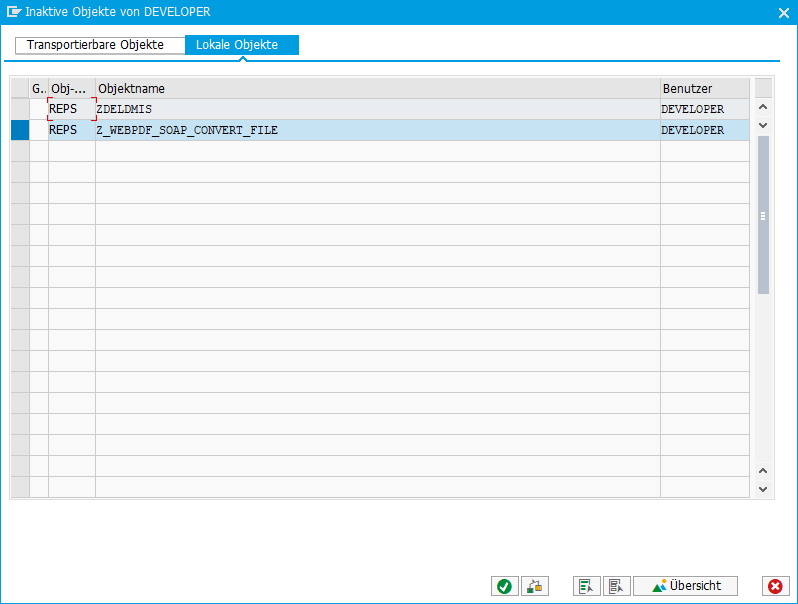 Inaktive Objekte von DEVELOPER
Transportierbare Objekte Lokale Objekte
G.. Obj-... Objektname Benutzer
REPS ZDELDMIS DEVELOPER
REPS Z_WEBPDF_SOAP_CONVERT_FILE DEVELOPER
Übersicht